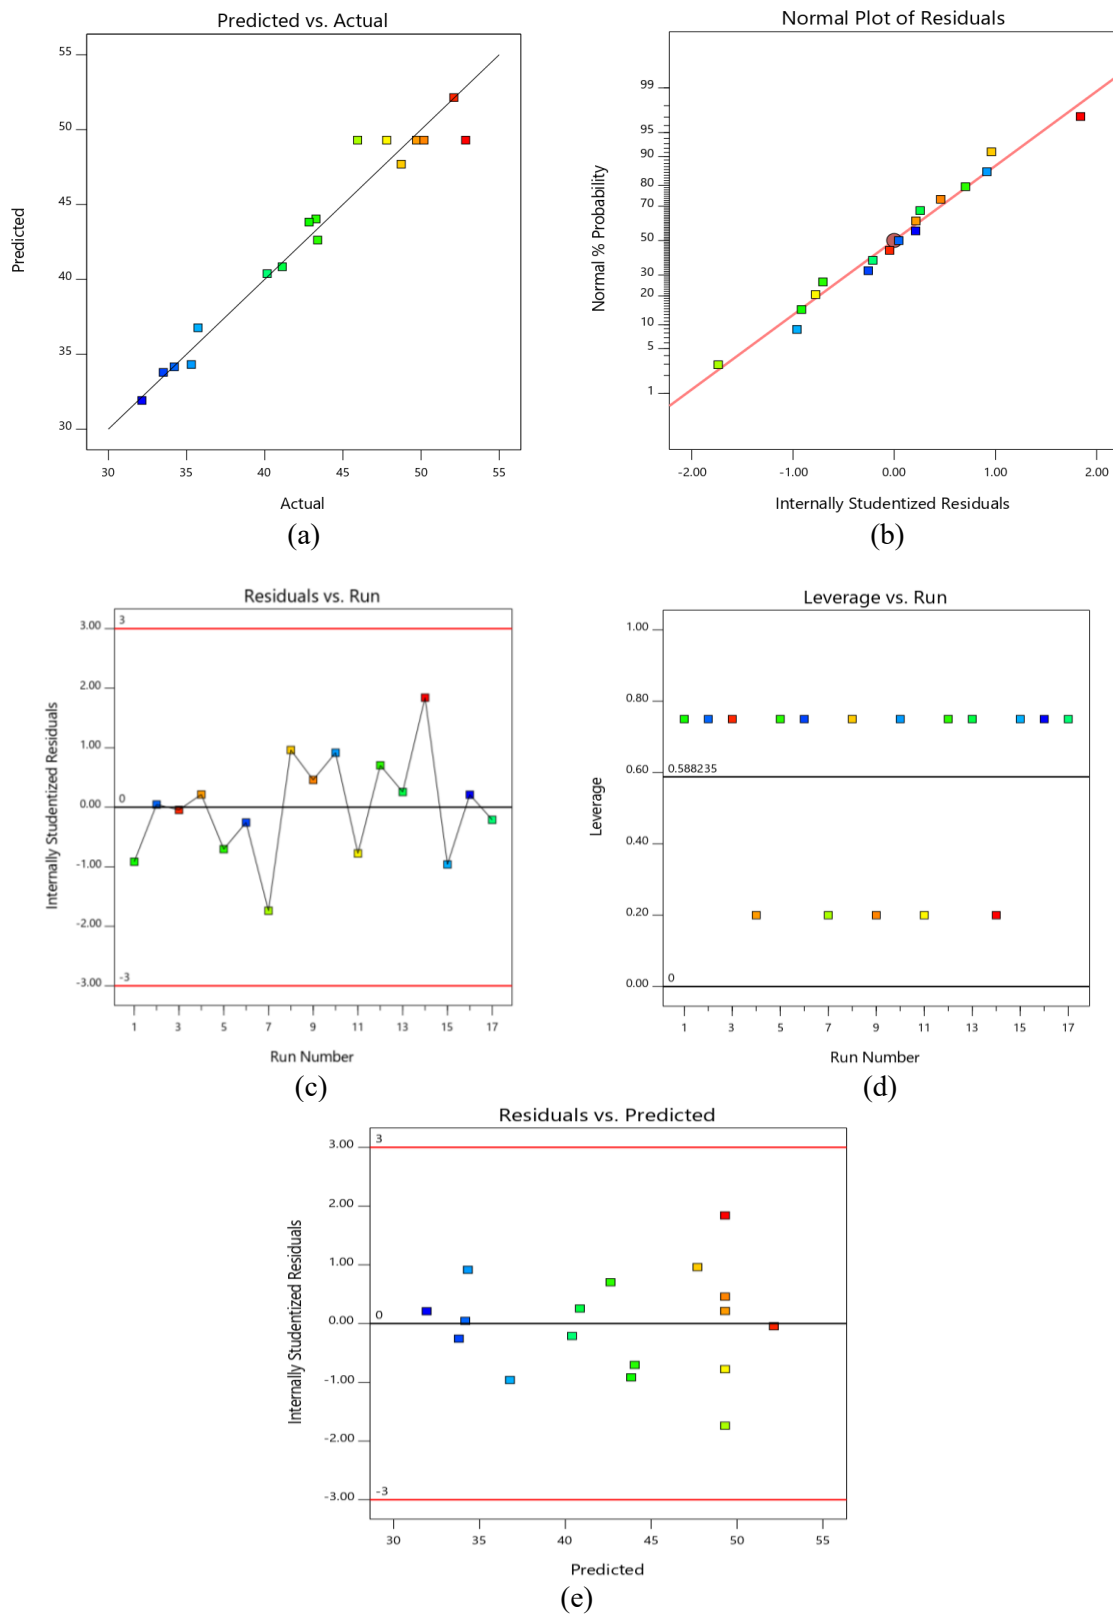 Predicted vs. Actual
55
50
45
40
35
30
Predicted
30 35 40 45 50 55
Actual
(a)
Normal Plot of Residuals
99
95
90
80
70
50
30
20
10
5
1
Normal % Probability
-2.00 -1.00 0.00 1.00 2.00
Internally Studentized Residuals
(b)
Residuals vs. Run
3
3.00
2.00
1.00
0
0.00
-1.00
-2.00
-3
-3.00
Internally Studentized Residuals
1 3 5 7 9 11 13 15 17
Run Number
(c)
Leverage vs. Run
1.00
0.80
0.588235
0.60
0.40
0.20
0
0.00
Leverage
1 3 5 7 9 11 13 15 17
Run Number
(d)
Residuals vs. Predicted
3
3.00
2.00
1.00
0
0.00
-1.00
-2.00
-3
-3.00
Internally Studentized Residuals
30 35 40 45 50 55
Predicted
(e)